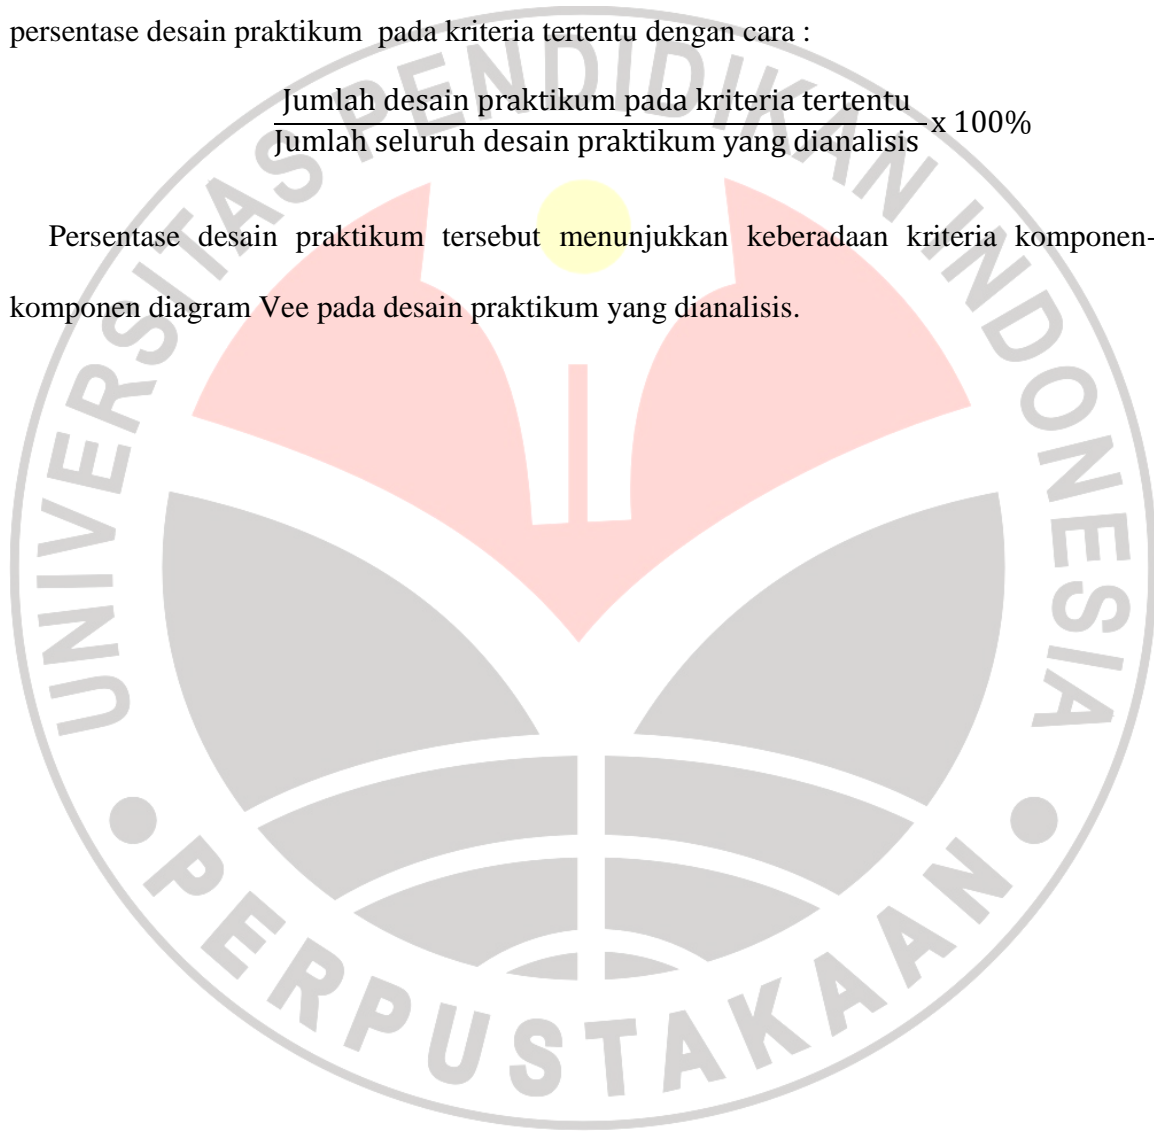 persentase desain praktikum pada kriteria tertentu dengan cara :
Jumlah desain praktikum pada kriteria tertentu
Jumlah seluruh desain praktikum yang dianalisis
x 100%
Persentase desain praktikum tersebut menunjukkan keberadaan kriteria komponen-
komponen diagram Vee pada desain praktikum yang dianalisis.
UNIVERSITAS PENDIDIKAN INDONESIA
PERPUSTAKAAN